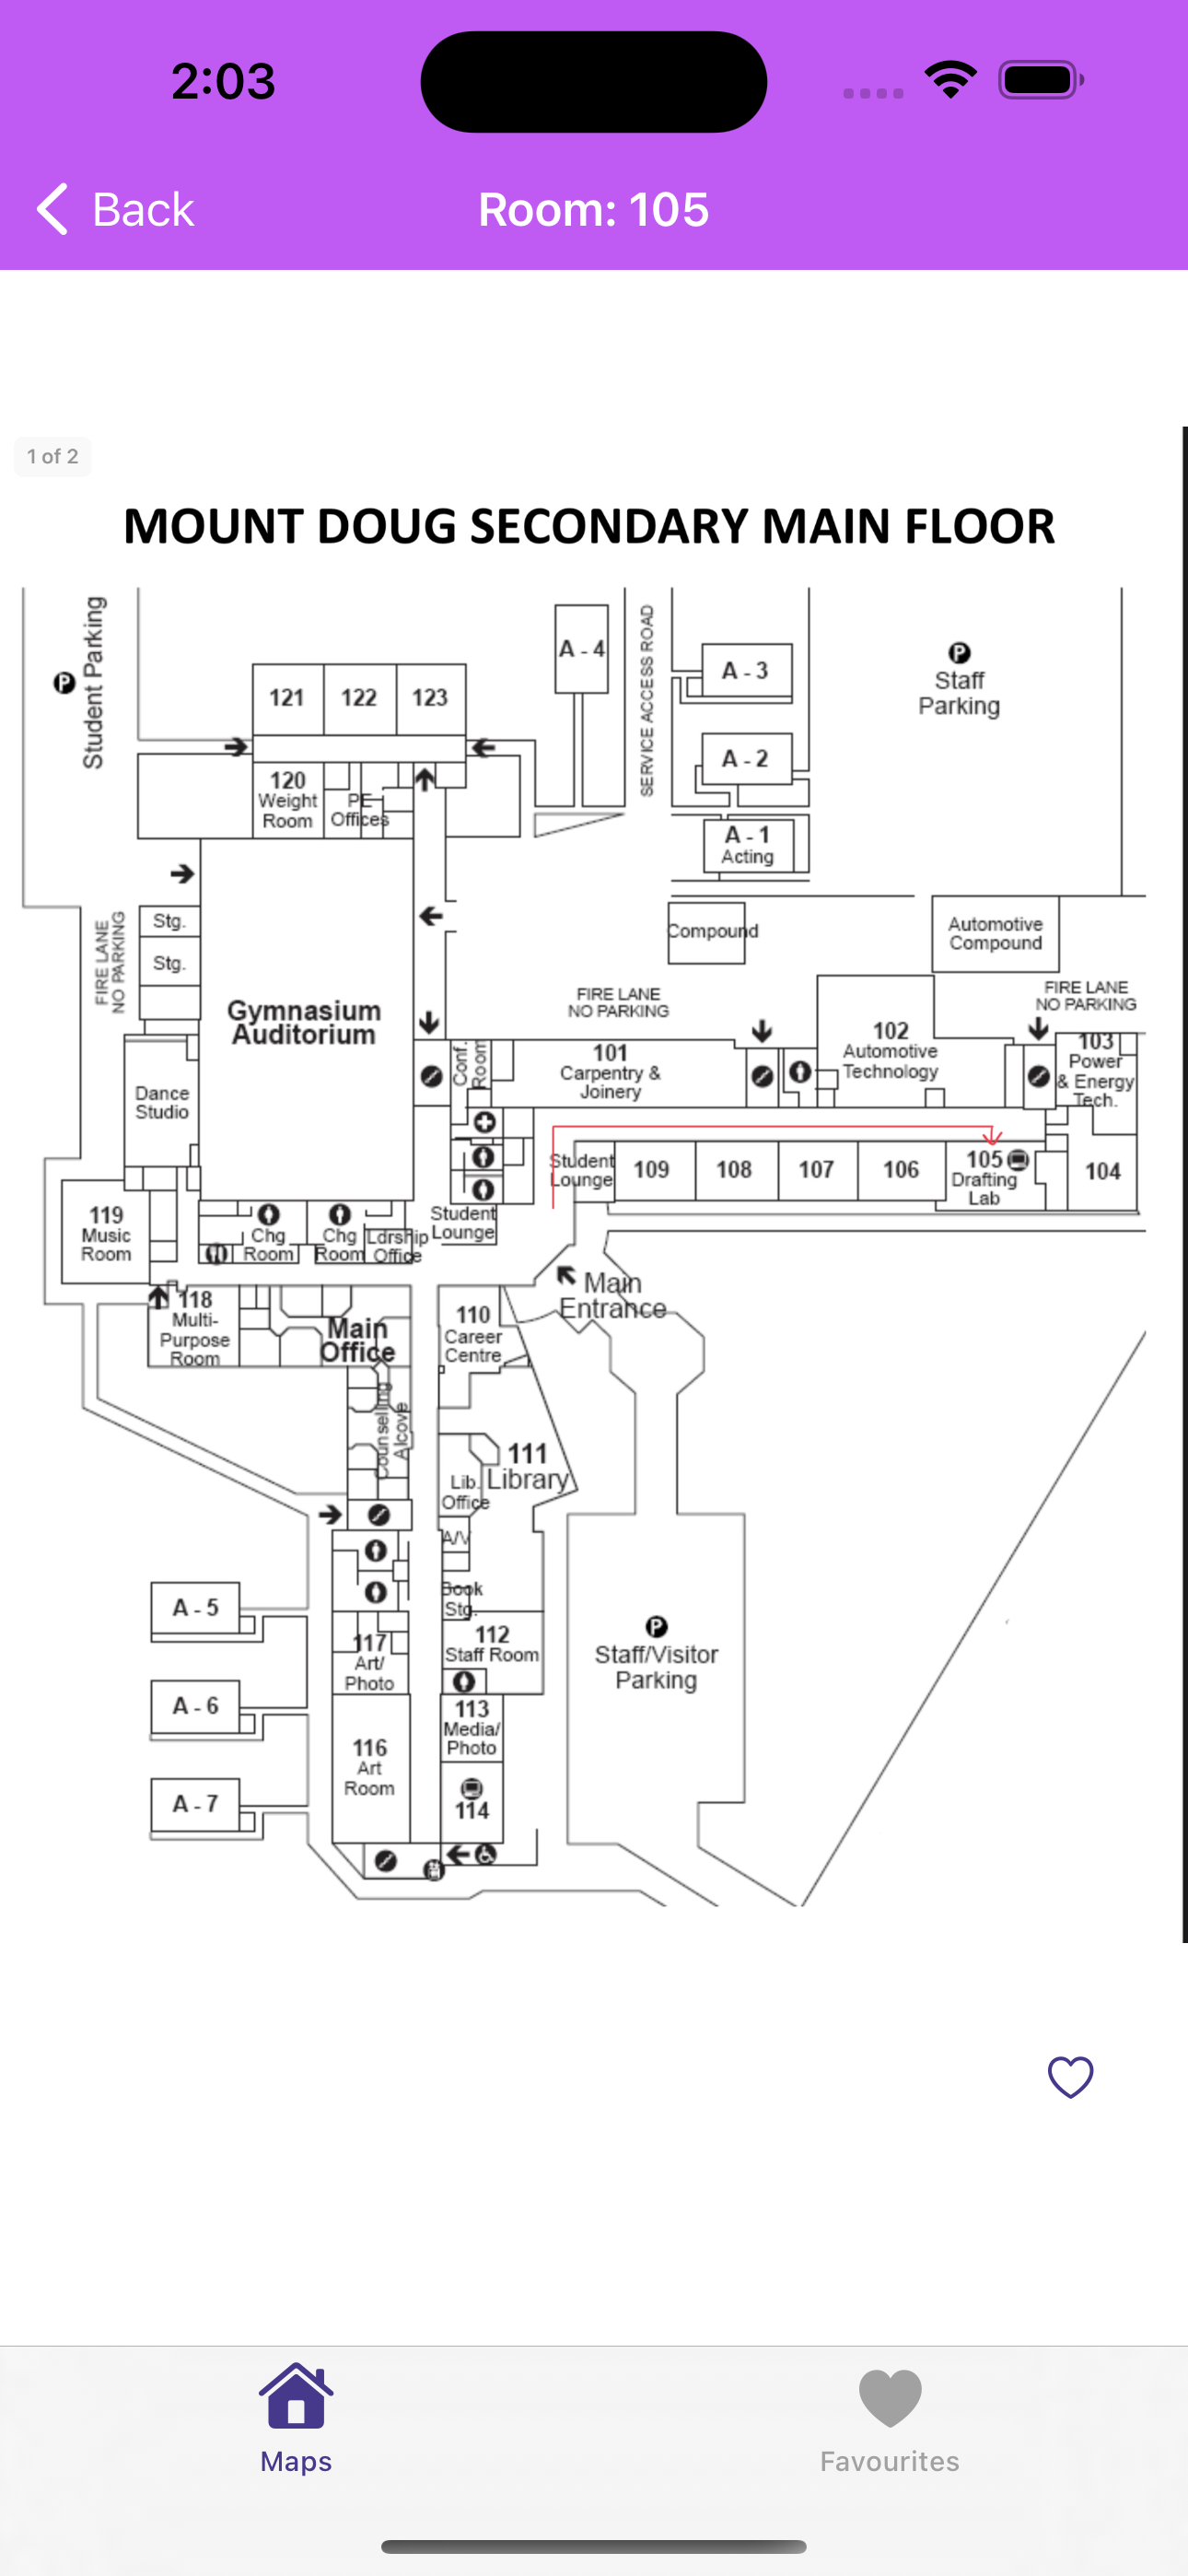 2:03
Back
Room: 105
1 of 2
MOUNT DOUG SECONDARY MAIN FLOOR
P
Student Parking
121
122
123
120
Weight
Room
PE
Offices
A - 4
SERVICE ACCESS ROAD
A - 3
A - 2
A - 1
Acting
P
Staff
Parking
Compound
Automotive
Compound
FIRE LANE
NO PARKING
Stg.
Stg.
Gymnasium
Auditorium
Dance
Studio
FIRE LANE
NO PARKING
FIRE LANE
NO PARKING
Conf.
Room
101
Carpentry &
Joinery
102
Automotive
Technology
103
Power
& Energy
Tech.
Student
Lounge
109
108
107
106
105
Drafting
Lab
104
119
Music
Room
Chg
Room
Chg
Room
Ldrship
Office
Student
Lounge
Main
Entrance
118
Multi-
Purpose
Room
Main
Office
110
Career
Centre
Counselling
Alcove
111
Library
Lib.
Office
A/V
Book
Stg.
112
Staff Room
117
Art/
Photo
113
Media/
Photo
116
Art
Room
114
A - 5
A - 6
A - 7
P
Staff/Visitor
Parking
Maps
Favourites